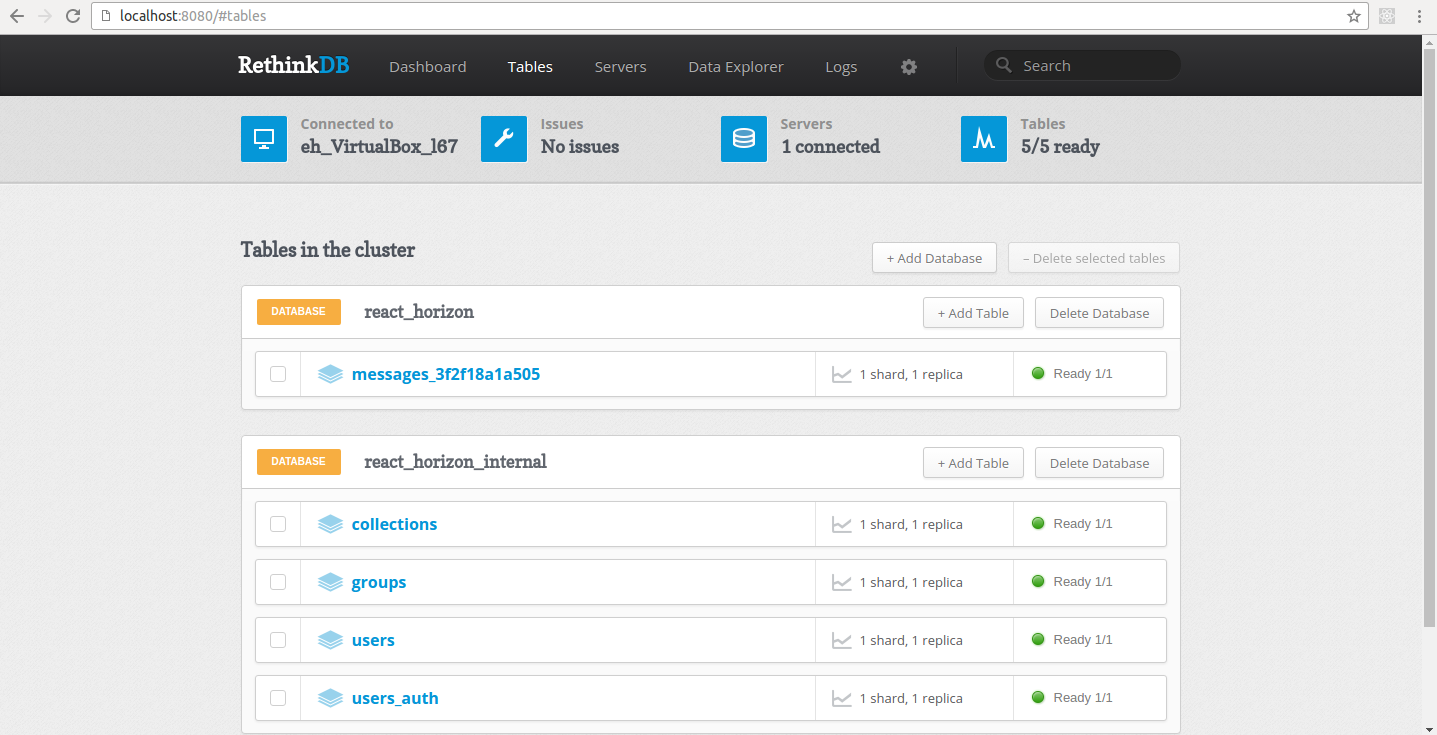 localhost:8080/#tables
RethinkDB Dashboard Tables Servers Data Explorer Logs Search
Connected to Issues Servers Tables
eh_VirtualBox_l67 No issues 1 connected 5/5 ready
Tables in the cluster + Add Database – Delete selected tables
DATABASE react_horizon + Add Table Delete Database
messages_3f2f18a1a505 1 shard, 1 replica Ready 1/1
DATABASE react_horizon_internal + Add Table Delete Database
collections 1 shard, 1 replica Ready 1/1
groups 1 shard, 1 replica Ready 1/1
users 1 shard, 1 replica Ready 1/1
users_auth 1 shard, 1 replica Ready 1/1